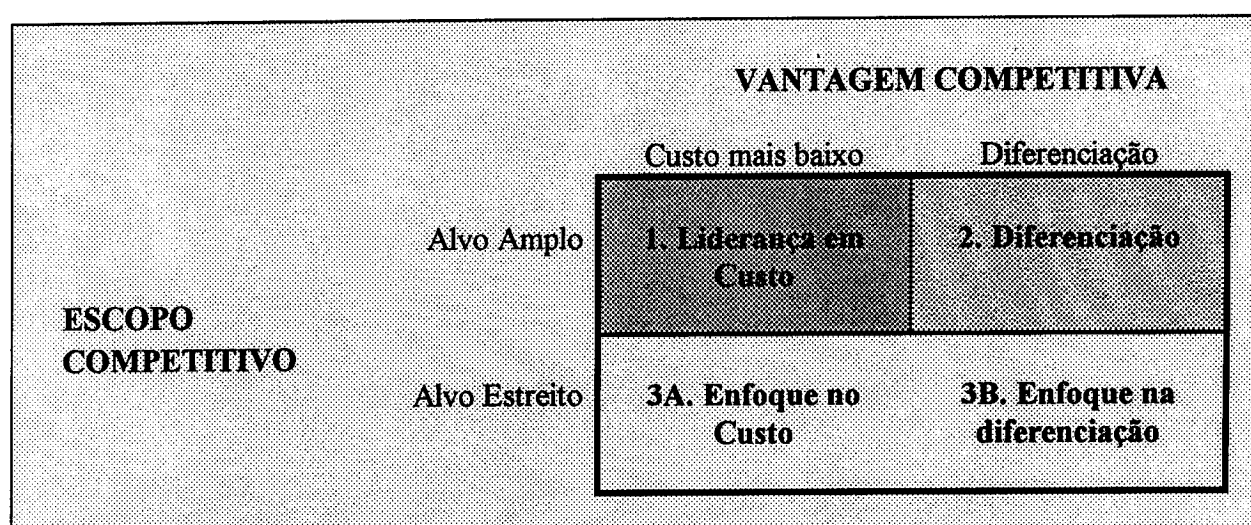 VANTAGEM COMPETITIVA
Custo mais baixo Diferenciação
Alvo Amplo
1. Liderança em
Custo
2. Diferenciação
ESCOPO
COMPETITIVO
Alvo Estreito
3A. Enfoque no
Custo
3B. Enfoque na
diferenciação